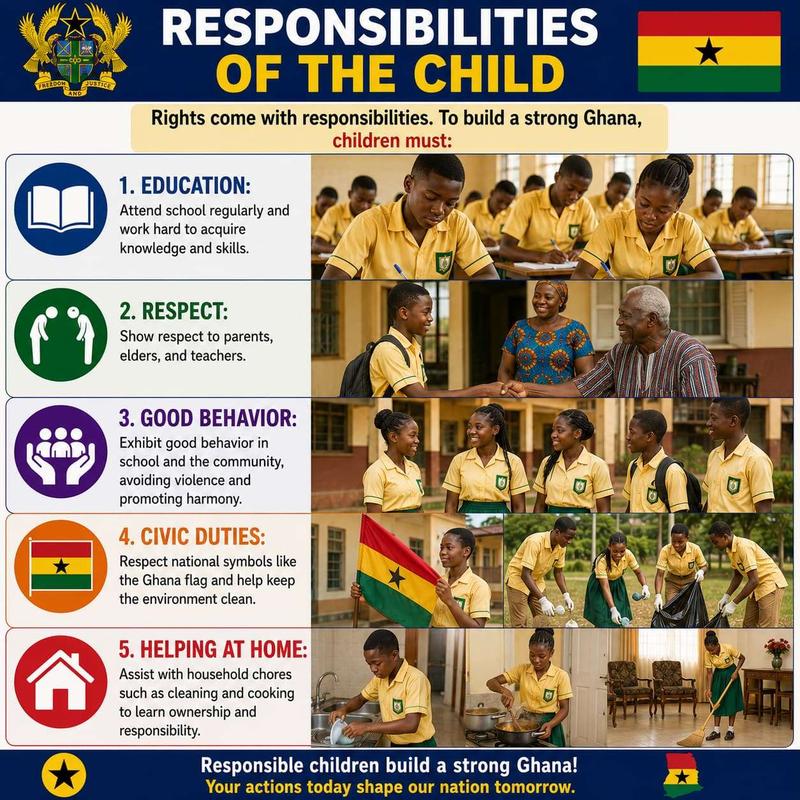 RESPONSIBILITIES
OF THE CHILD
FREEDOM AND JUSTICE
Rights come with responsibilities. To build a strong Ghana,
children must:
1. EDUCATION:
Attend school regularly and
work hard to acquire
knowledge and skills.
2. RESPECT:
Show respect to parents,
elders, and teachers.
3. GOOD BEHAVIOR:
Exhibit good behavior in
school and the community,
avoiding violence and
promoting harmony.
4. CIVIC DUTIES:
Respect national symbols like
the Ghana flag and help keep
the environment clean.
5. HELPING AT HOME:
Assist with household chores
such as cleaning and cooking
to learn ownership and
responsibility.
Responsible children build a strong Ghana!
Your actions today shape our nation tomorrow.